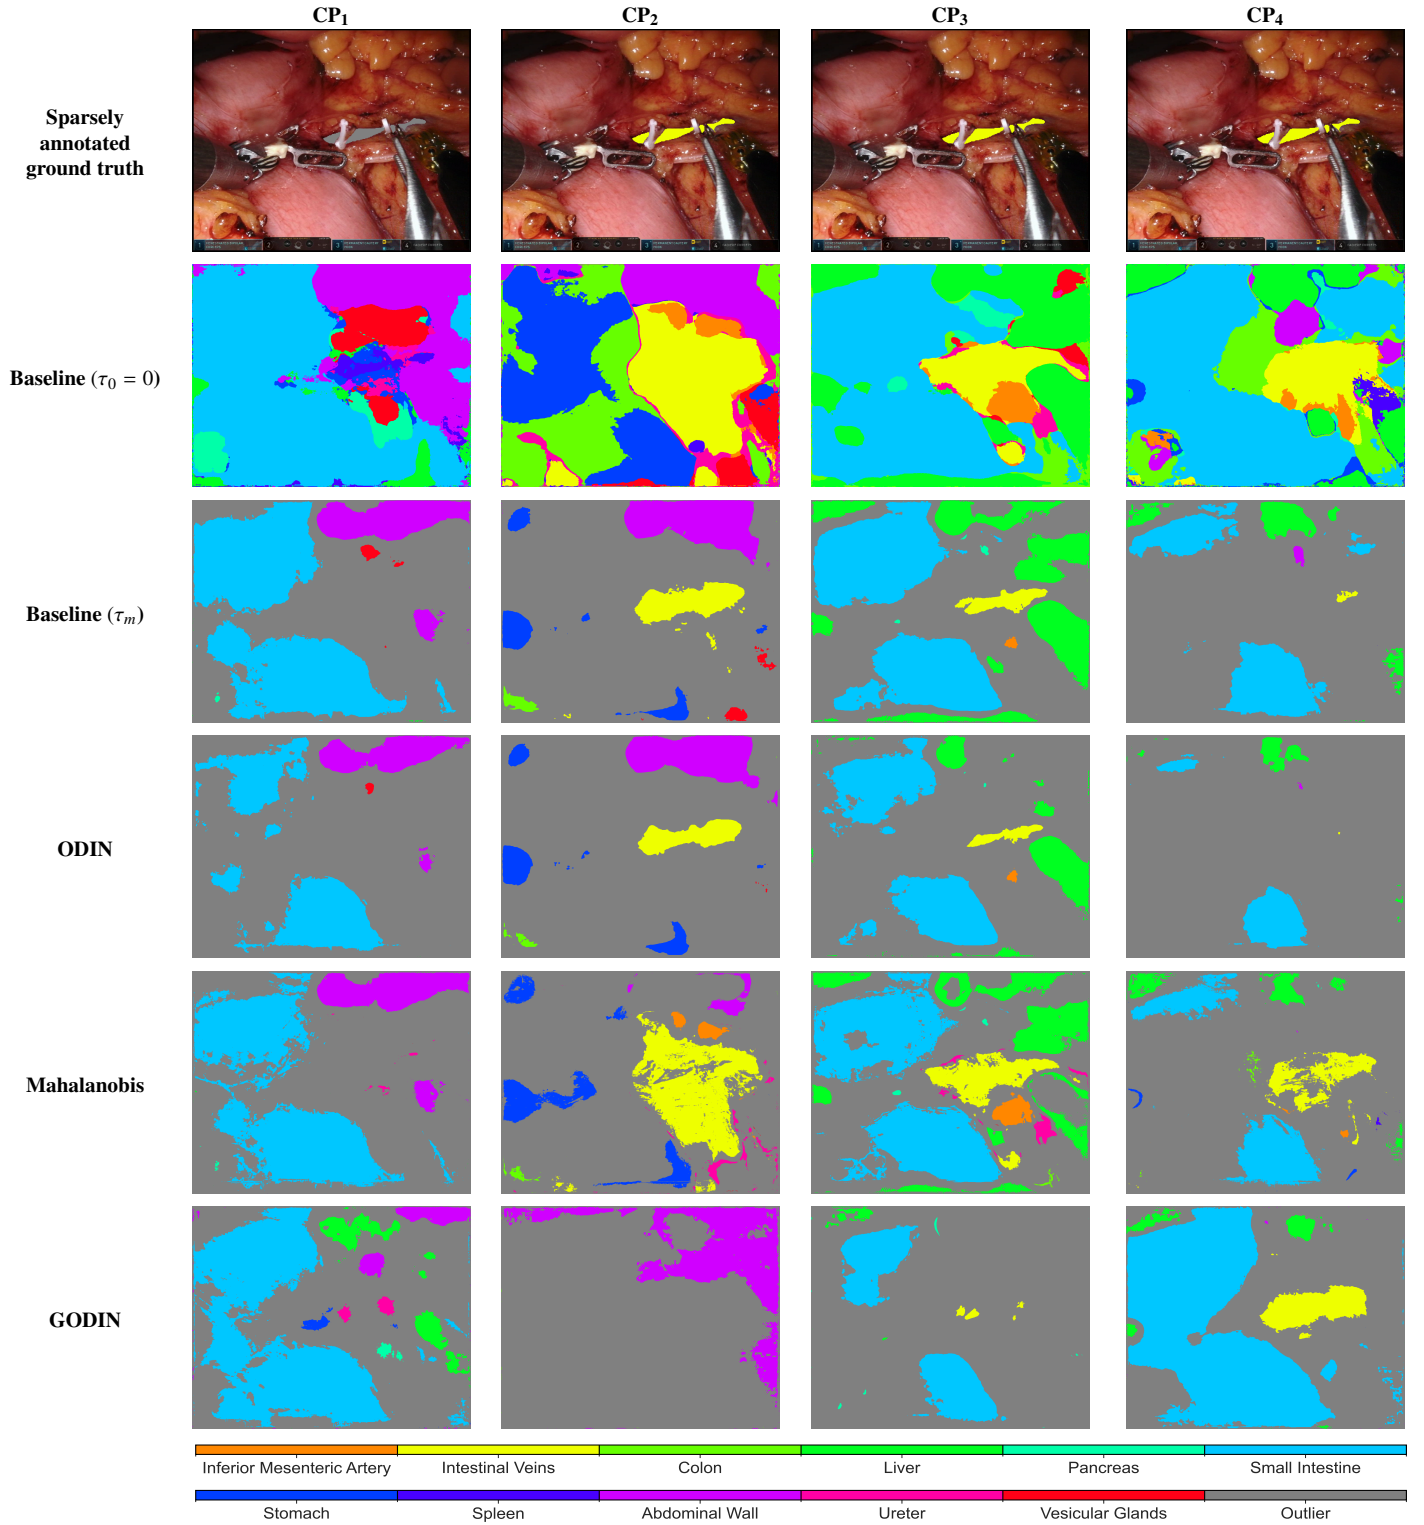 CP1 CP2 CP3 CP4
Sparsely
annotated
ground truth
Baseline (τ0 = 0)
Baseline (τm)
ODIN
Mahalanobis
GODIN
Inferior Mesenteric Artery Intestinal Veins Colon Liver Pancreas Small Intestine
Stomach Spleen Abdominal Wall Ureter Vesicular Glands Outlier